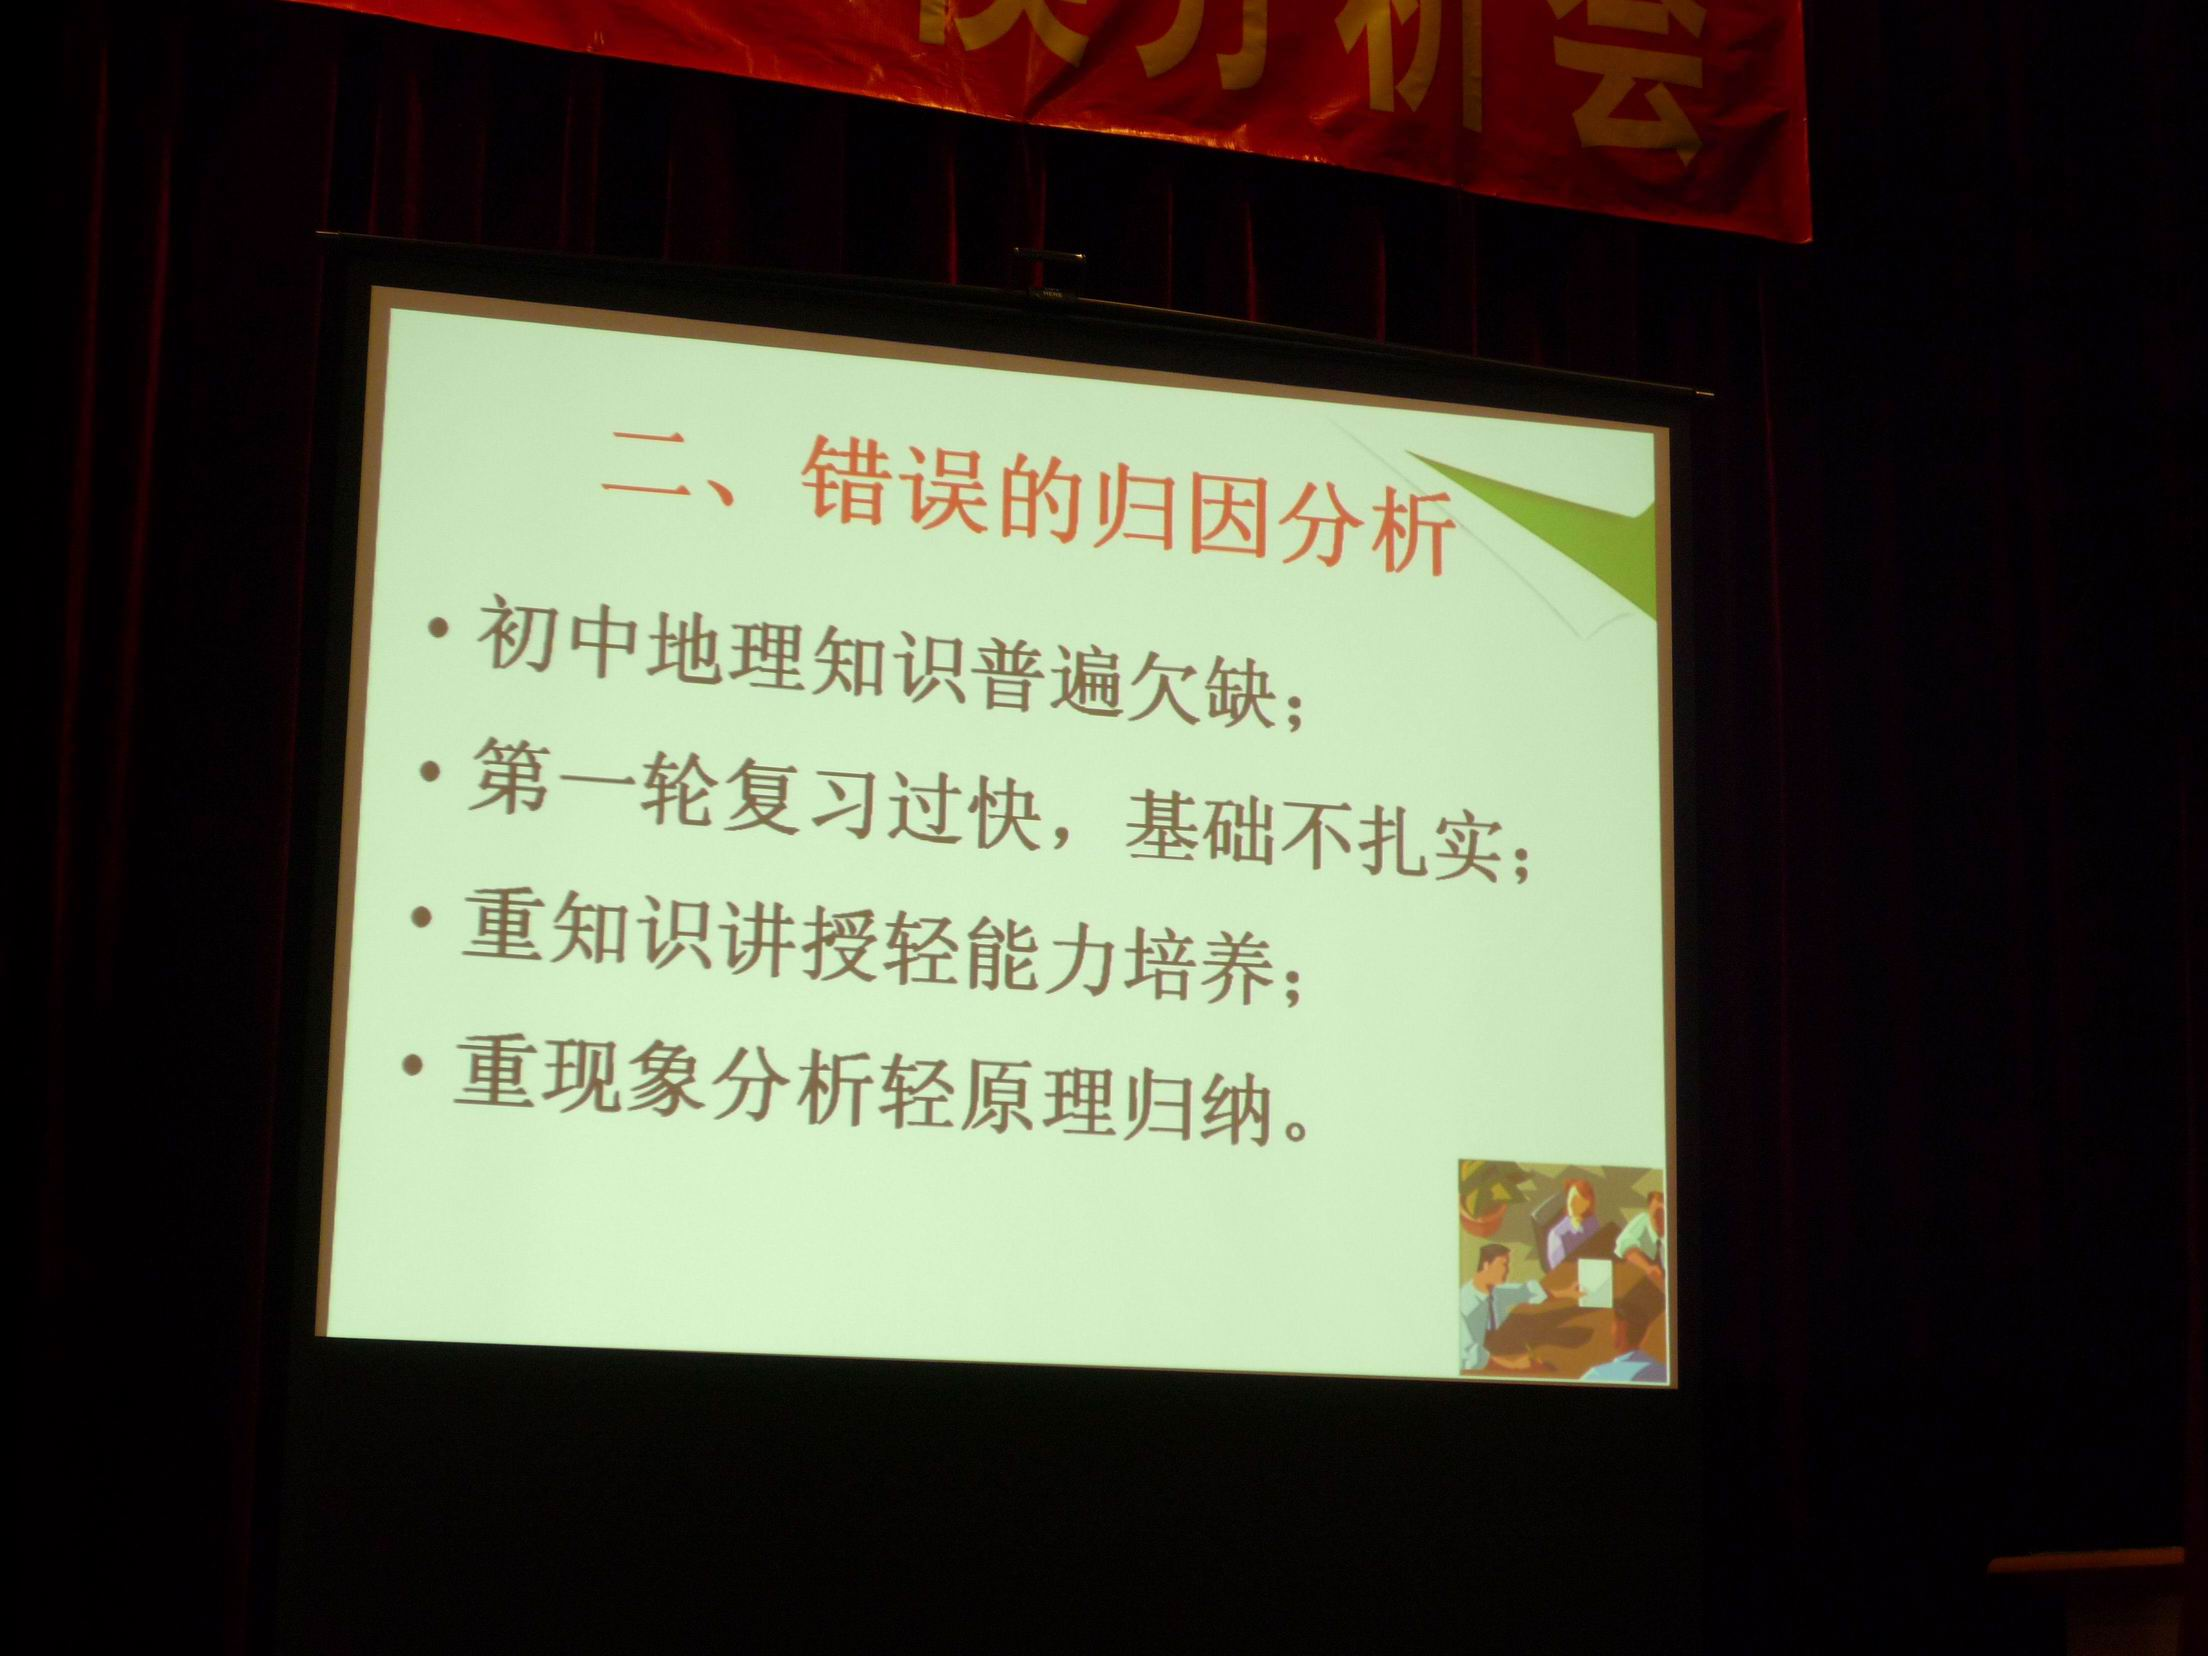 分析会
二、错误的归因分析
• 初中地理知识普遍欠缺；
• 第一轮复习过快，基础不扎实；
• 重知识讲授轻能力培养；
• 重现象分析轻原理归纳。